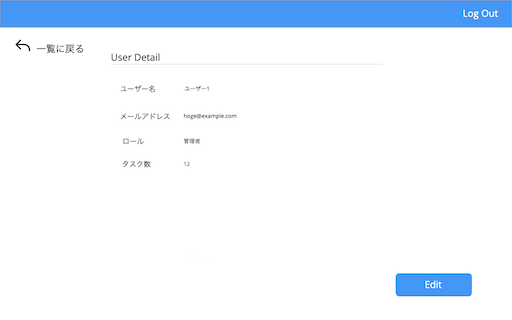 Log Out
一覧に戻る
User Detail
ユーザー名 ユーザー1
メールアドレス hoge@example.com
ロール 管理者
タスク数 12
Edit